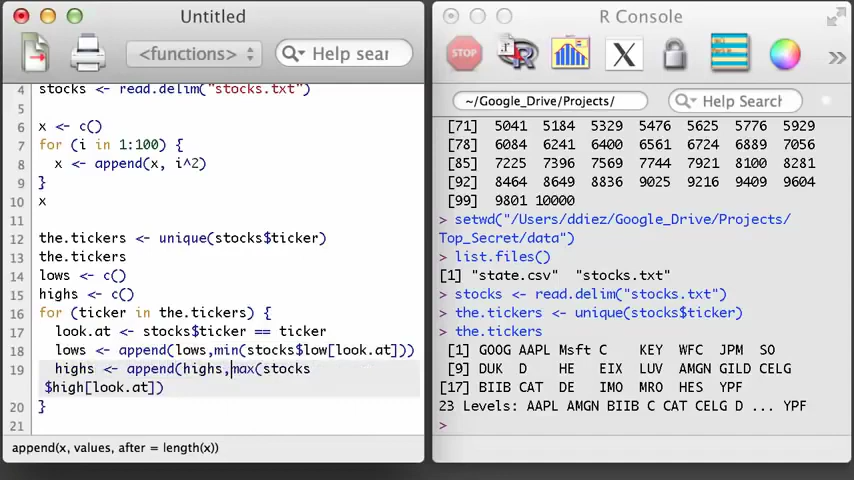 Untitled
<functions>
Help sear
4 stocks <- read.delim("stocks.txt")
6 x <- c()
7 for (i in 1:100) {
8 x <- append(x, i^2)
9 }
10 x
11
12 the.tickers <- unique(stocks$ticker)
13 the.tickers
14 lows <- c()
15 highs <- c()
16 for (ticker in the.tickers) {
17 look.at <- stocks$ticker == ticker
18 lows <- append(lows,min(stocks$low[look.at]))
19 highs <- append(highs,max(stocks
$high[look.at])
20 }
21
append(x, values, after = length(x))
R Console
STOP
R
X
~/Google_Drive/Projects/
Help Search
[71] 5041 5184 5329 5476 5625 5776 5929
[78] 6084 6241 6400 6561 6724 6889 7056
[85] 7225 7396 7569 7744 7921 8100 8281
[92] 8464 8649 8836 9025 9216 9409 9604
[99] 9801 10000
> setwd("/Users/ddiez/Google_Drive/Projects/
Top_Secret/data")
> list.files()
[1] "state.csv" "stocks.txt"
> stocks <- read.delim("stocks.txt")
> the.tickers <- unique(stocks$ticker)
> the.tickers
[1] GOOG AAPL Msft C KEY WFC JPM SO
[9] DUK D HE EIX LUV AMGN GILD CELG
[17] BIIB CAT DE IMO MRO HES YPF
23 Levels: AAPL AMGN BIIB C CAT CELG D ... YPF
>